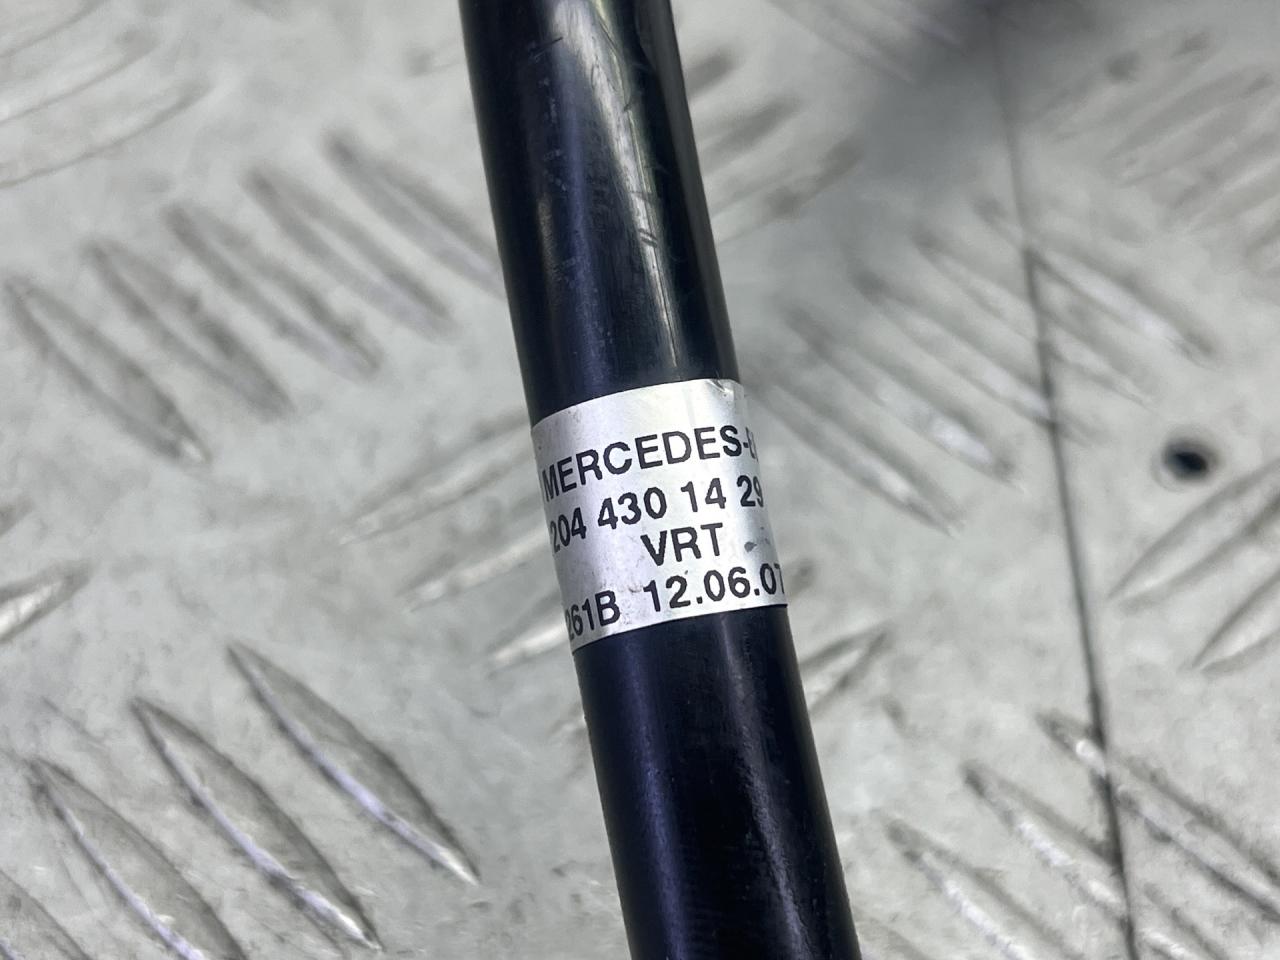 MERCEDES-
204 430 14 29
VRT
261B 12.06.07